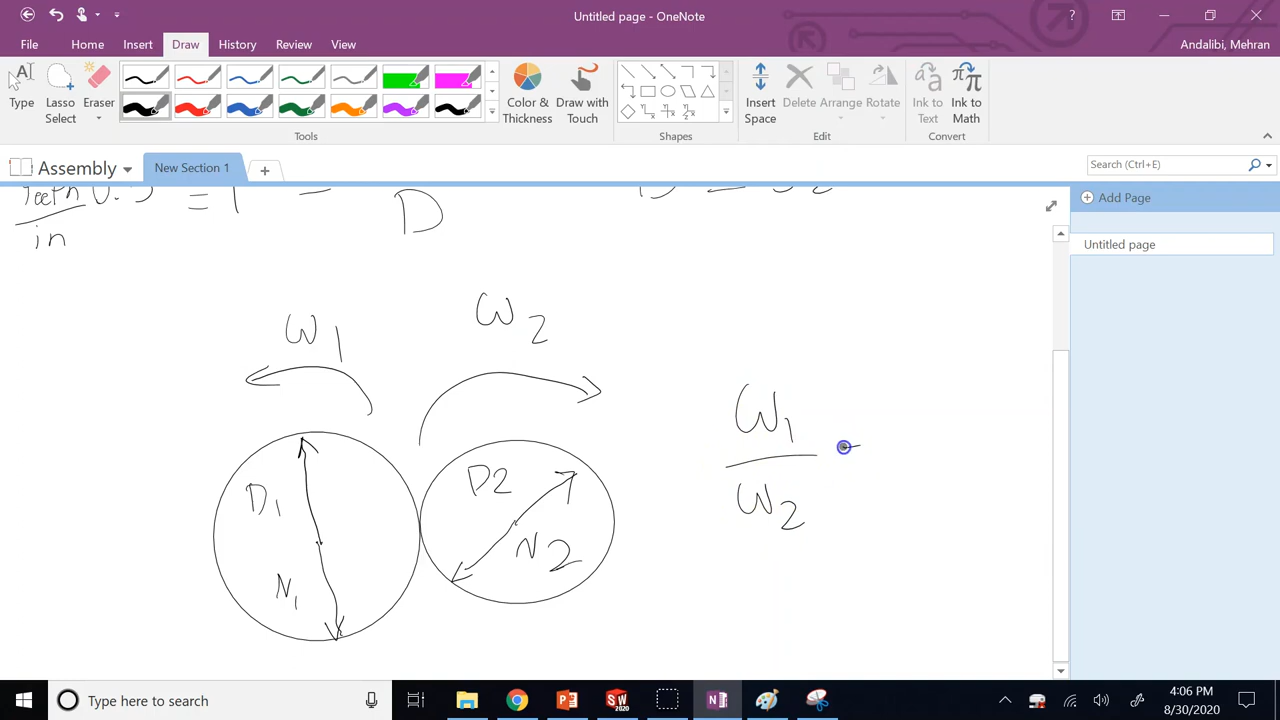 Untitled page - OneNote
?
Andalibi, Mehran
File Home Insert Draw History Review View
Type
Lasso Select
Eraser
Color & Thickness
Draw with Touch
Insert Space
Delete
Arrange
Rotate
Ink to Text
Ink to Math
Tools
Shapes
Edit
Convert
Assembly
New Section 1
+
Search (Ctrl+E)
Add Page
Untitled page
Teeth
in
= P =
D
ω1
ω2
D1
N1
D2
N2
ω1
ω2
Type here to search
SW 2020
4:06 PM
8/30/2020